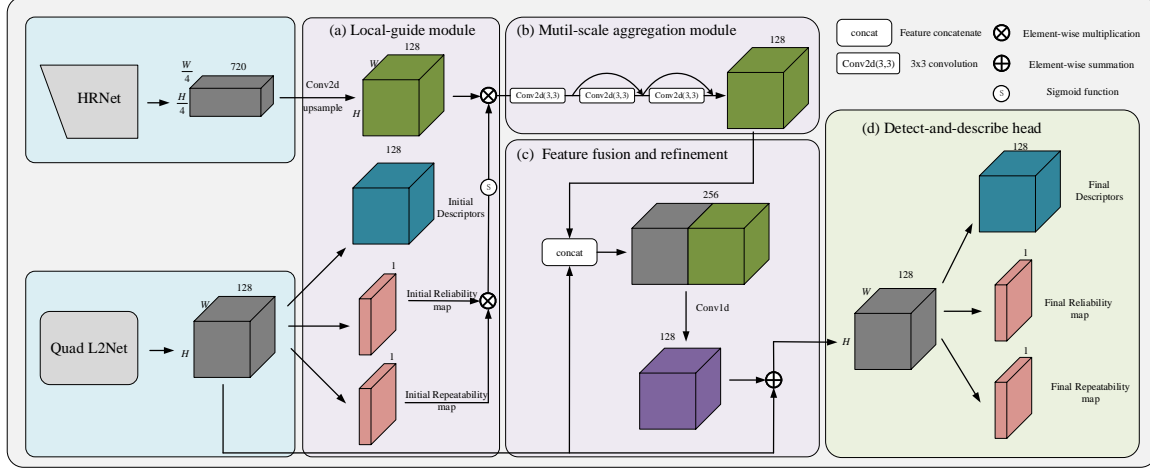 HRNet
W
4
H
4
720
Conv2d
upsample
(a) Local-guide module
128
W
H
128
Initial
Descriptors
S
1
Initial Reliability
map
1
Initial Repeatability
map
Quad L2Net
128
W
H
(b) Mutil-scale aggregation module
Conv2d(3,3)
Conv2d(3,3)
Conv2d(3,3)
128
concat
Feature concatenate
Element-wise multiplication
Conv2d(3,3)
3x3 convolution
Element-wise summation
S
Sigmoid function
(c) Feature fusion and refinement
256
concat
Conv1d
128
(d) Detect-and-describe head
128
W
H
128
Final
Descriptors
1
Final Reliability
map
1
Final Repeatability
map